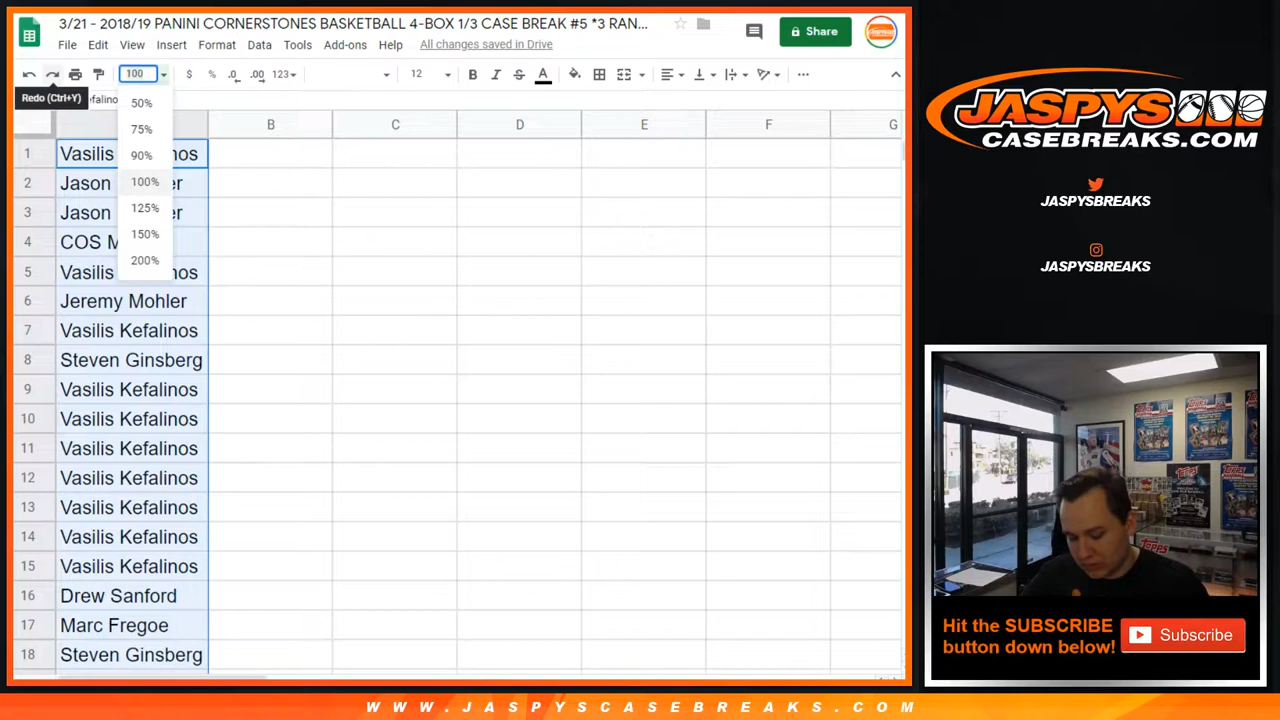 3/21 - 2018/19 PANINI CORNERSTONES BASKETBALL 4-BOX 1/3 CASE BREAK #5 *3 RAN...
File Edit View Insert Format Data Tools Add-ons Help All changes saved in Drive
Share
100 $ % .0 .00 123 12 B I S A
Redo (Ctrl+Y)
50%
75%
90%
100%
125%
150%
200%
B C D E F G
1 Vasilis
2 Jason
3 Jason
4 COS
5 Vasilis
6 Jeremy Mohler
7 Vasilis Kefalinos
8 Steven Ginsberg
9 Vasilis Kefalinos
10 Vasilis Kefalinos
11 Vasilis Kefalinos
12 Vasilis Kefalinos
13 Vasilis Kefalinos
14 Vasilis Kefalinos
15 Vasilis Kefalinos
16 Drew Sanford
17 Marc Fregoe
18 Steven Ginsberg
JASPYS
CASEBREAKS.COM
JASPYSBREAKS
JASPYSBREAKS
TOPPS
Hit the SUBSCRIBE
button down below!
Subscribe
WWW.JASPYSCASEBREAKS.COM